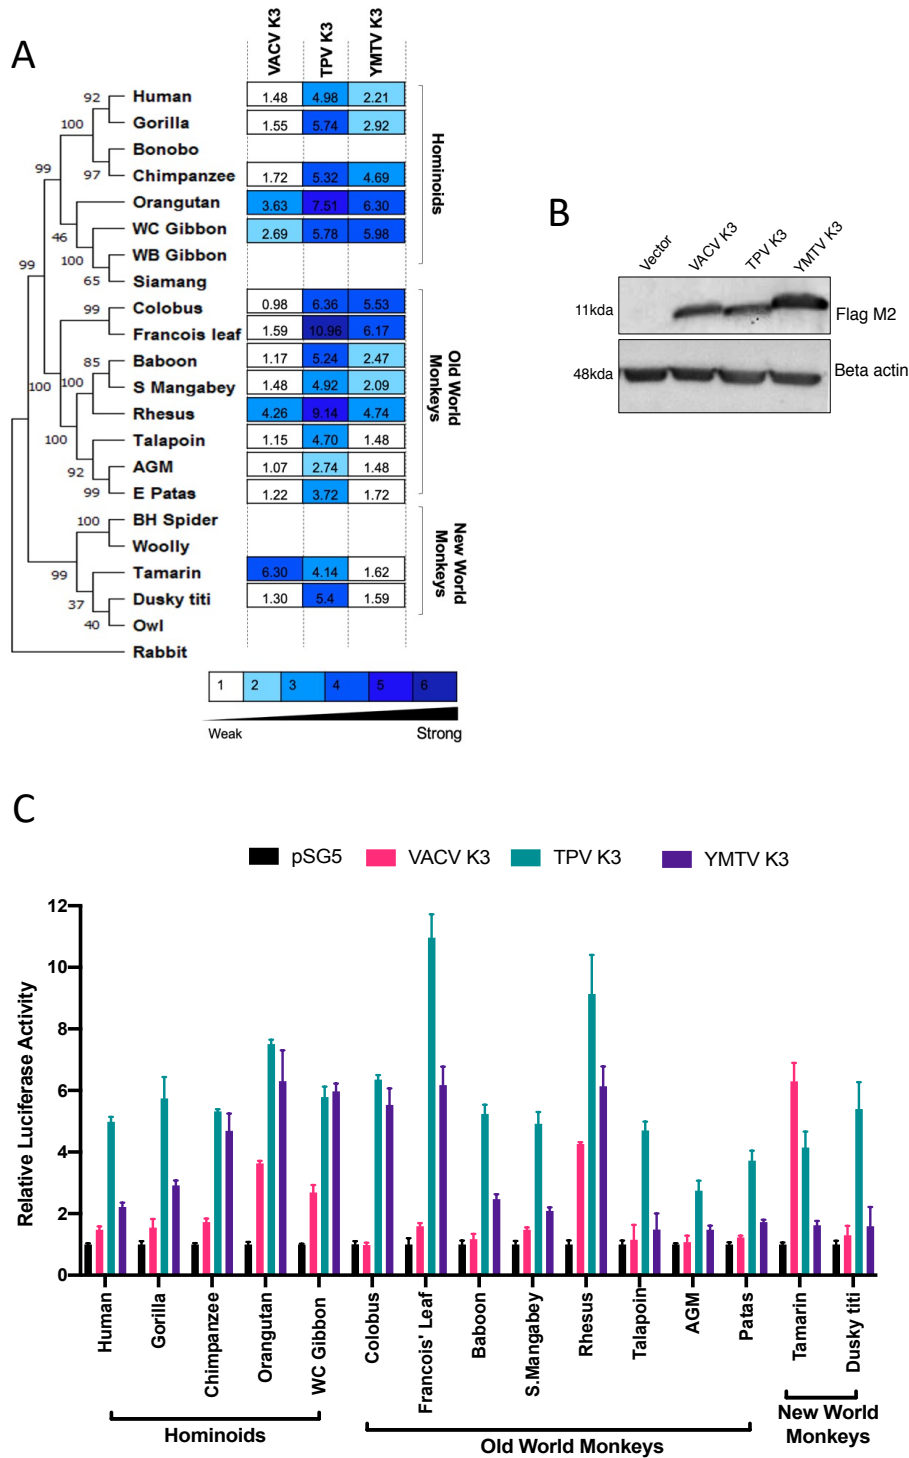 A
VACV K3 TPV K3 YMTV K3
92 Human 1.48 4.98 2.21
100 Gorilla 1.55 5.74 2.92
Bonobo
99 97 Chimpanzee 1.72 5.32 4.69
Orangutan 3.63 7.51 6.30
46 WC Gibbon 2.69 5.78 5.98
99 100 WB Gibbon
65 Siamang
Hominoids
99 Colobus 0.98 6.36 5.53
Francois leaf 1.59 10.96 6.17
85 Baboon 1.17 5.24 2.47
100 100 S Mangabey 1.48 4.92 2.09
Rhesus 4.26 9.14 4.74
100 Talapoin 1.15 4.70 1.48
92 AGM 1.07 2.74 1.48
99 E Patas 1.22 3.72 1.72
Old World
Monkeys
100 BH Spider
Woolly
99 Tamarin 6.30 4.14 1.62
37 Dusky titi 1.30 5.4 1.59
40 Owl
New World
Monkeys
Rabbit
1 2 3 4 5 6
Weak Strong
B
Vector VACV K3 TPV K3 YMTV K3
11kda Flag M2
48kda Beta actin
C
pSG5 VACV K3 TPV K3 YMTV K3
Relative Luciferase Activity
12
10
8
6
4
2
0
Human Gorilla Chimpanzee Orangutan WC Gibbon Colobus Francois' Leaf Baboon S.Mangabey Rhesus Talapoin AGM Patas Tamarin Dusky titi
Hominoids
Old World Monkeys
New World
Monkeys